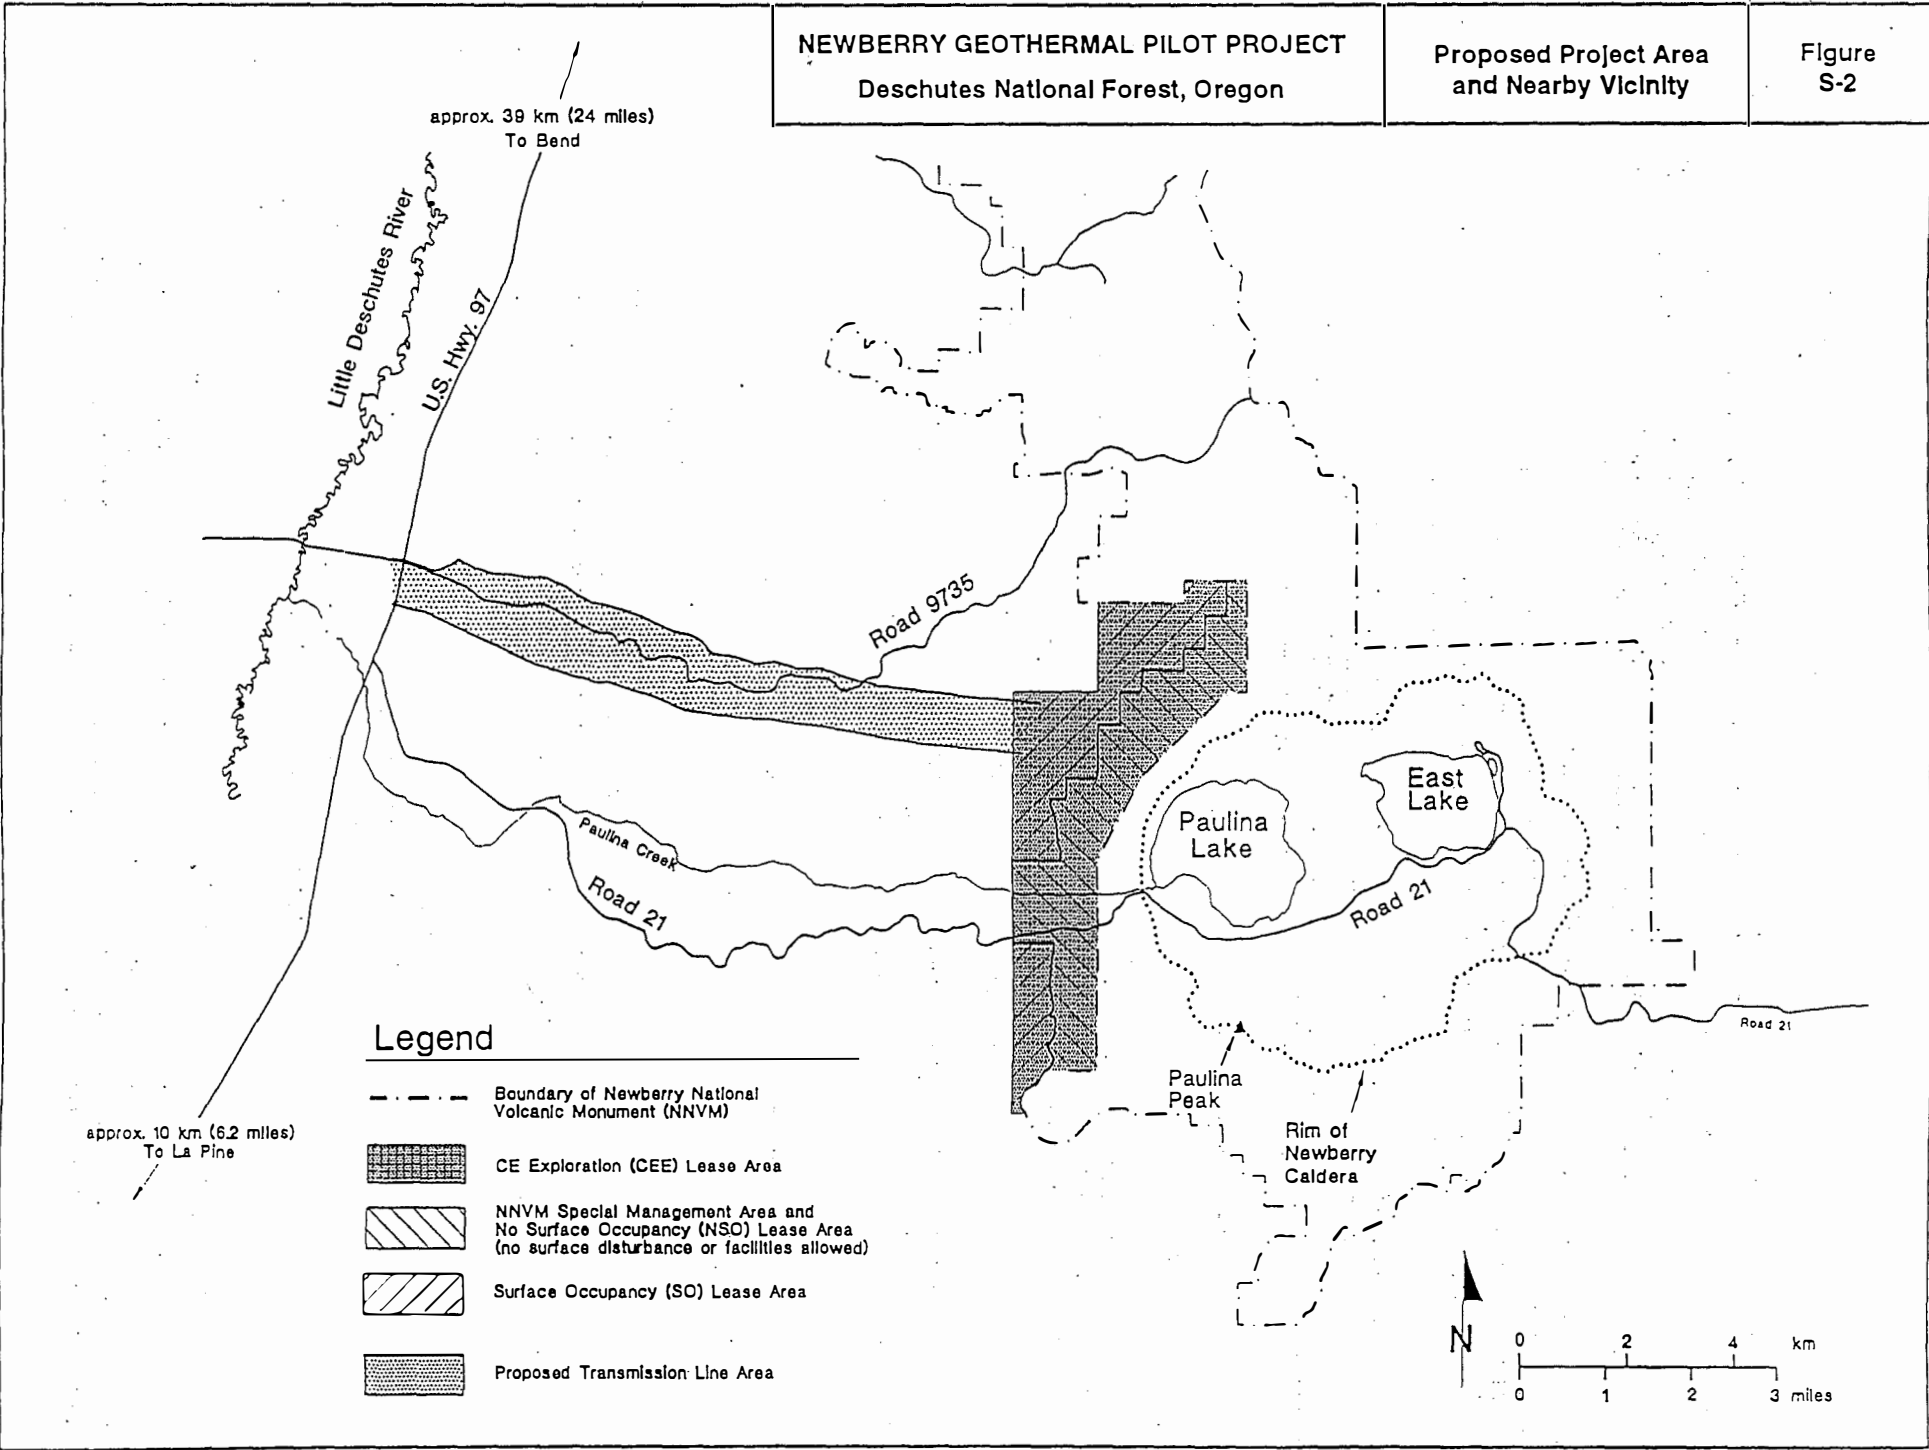 NEWBERRY GEOTHERMAL PILOT PROJECT
Deschutes National Forest, Oregon
Proposed Project Area
and Nearby Vicinity
Figure
S-2
approx. 39 km (24 miles)
To Bend
Little Deschutes River
U.S. Hwy. 97
Road 9735
Paulina Creek
Road 21
Paulina
Lake
East
Lake
Road 21
Road 21
Paulina
Peak
Rim of
Newberry
Caldera
approx. 10 km (6.2 miles)
To La Pine
Legend
Boundary of Newberry National
Volcanic Monument (NNVM)
CE Exploration (CEE) Lease Area
NNVM Special Management Area and
No Surface Occupancy (NSO) Lease Area
(no surface disturbance or facilities allowed)
Surface Occupancy (SO) Lease Area
Proposed Transmission Line Area
N
0 2 4 km
0 1 2 3 miles